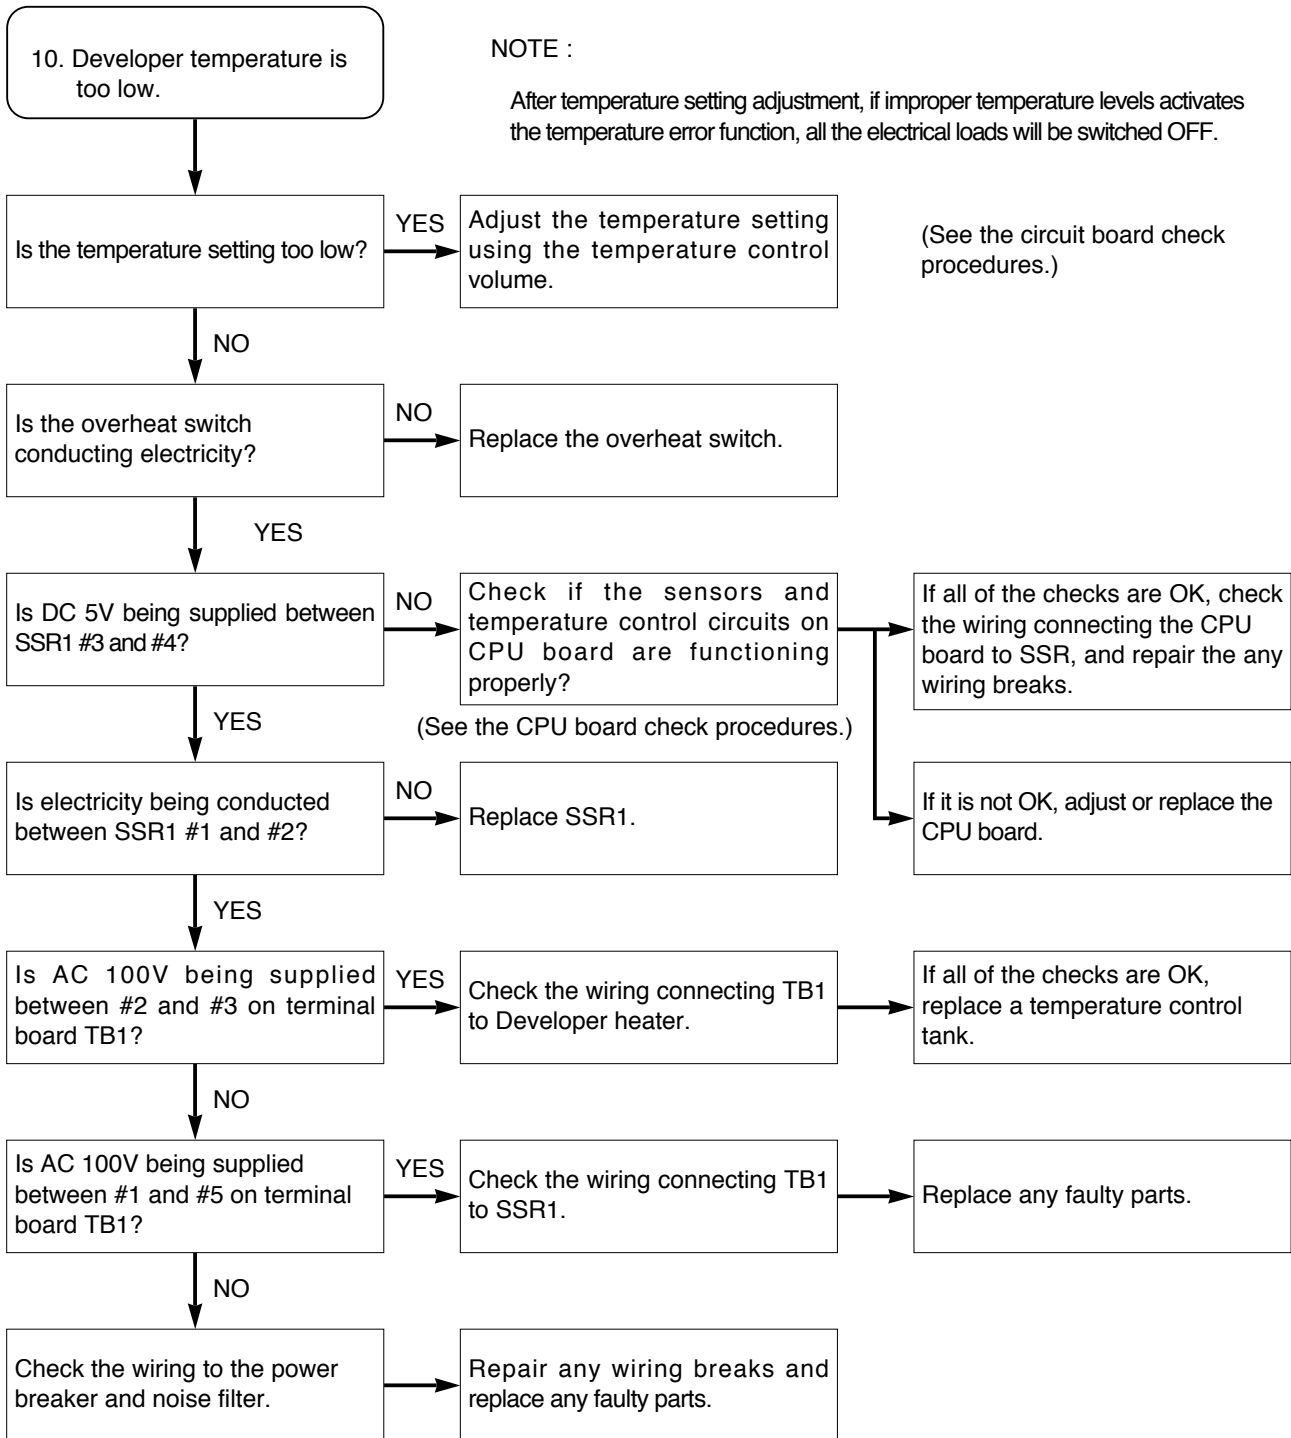 10. Developer temperature is
too low.
NOTE :
After temperature setting adjustment, if improper temperature levels activates
the temperature error function, all the electrical loads will be switched OFF.
Is the temperature setting too low?
YES
Adjust the temperature setting
using the temperature control
volume.
(See the circuit board check
procedures.)
NO
Is the overheat switch
conducting electricity?
NO
Replace the overheat switch.
YES
Is DC 5V being supplied between
SSR1 #3 and #4?
NO
Check if the sensors and
temperature control circuits on
CPU board are functioning
properly?
(See the CPU board check procedures.)
If all of the checks are OK, check
the wiring connecting the CPU
board to SSR, and repair the any
wiring breaks.
If it is not OK, adjust or replace the
CPU board.
YES
Is electricity being conducted
between SSR1 #1 and #2?
NO
Replace SSR1.
YES
Is AC 100V being supplied
between #2 and #3 on terminal
board TB1?
YES
Check the wiring connecting TB1
to Developer heater.
If all of the checks are OK,
replace a temperature control
tank.
NO
Is AC 100V being supplied
between #1 and #5 on terminal
board TB1?
YES
Check the wiring connecting TB1
to SSR1.
Replace any faulty parts.
NO
Check the wiring to the power
breaker and noise filter.
Repair any wiring breaks and
replace any faulty parts.